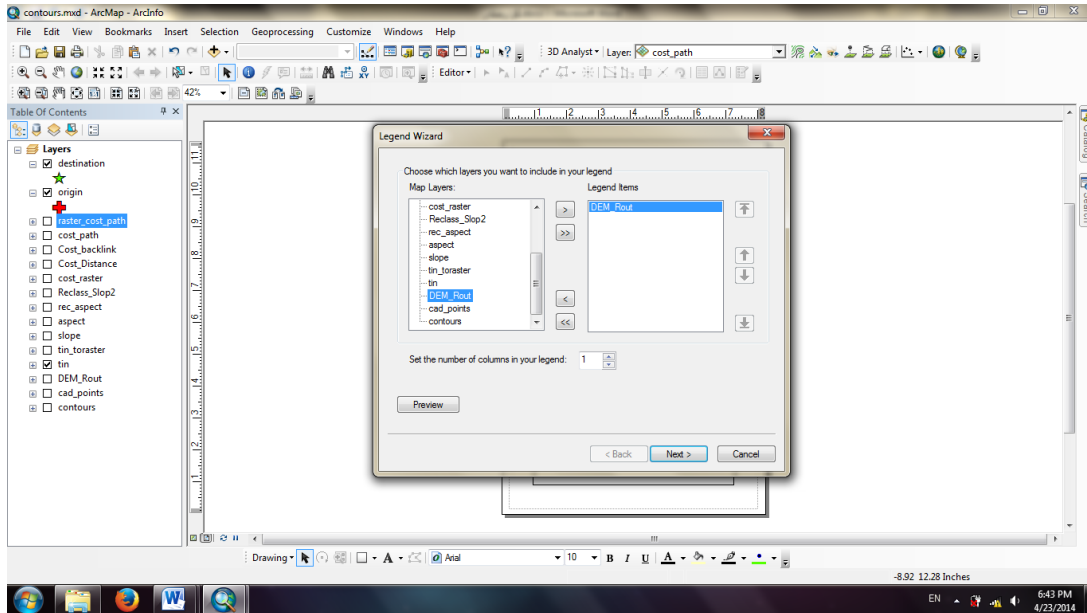 contours.mxd - ArcMap - ArcInfo
File Edit View Bookmarks Insert Selection Geoprocessing Customize Windows Help
3D Analyst Layer: cost_path
Editor
42%
Table Of Contents
Layers
destination
origin
raster_cost_path
cost_path
Cost_backlink
Cost_Distance
cost_raster
Reclass_Slop2
rec_aspect
aspect
slope
tin_toraster
tin
DEM_Rout
cad_points
contours
Legend Wizard
Choose which layers you want to include in your legend
Map Layers: Legend Items
cost_raster
Reclass_Slop2
rec_aspect
aspect
slope
tin_toraster
tin
DEM_Rout
cad_points
contours
> 
>>
<
<<
DEM_Rout
Set the number of columns in your legend: 1
Preview
< Back Next > Cancel
Drawing A Arial 10 B I U A
-8.92 12.28 Inches
EN 6:43 PM
4/23/2014